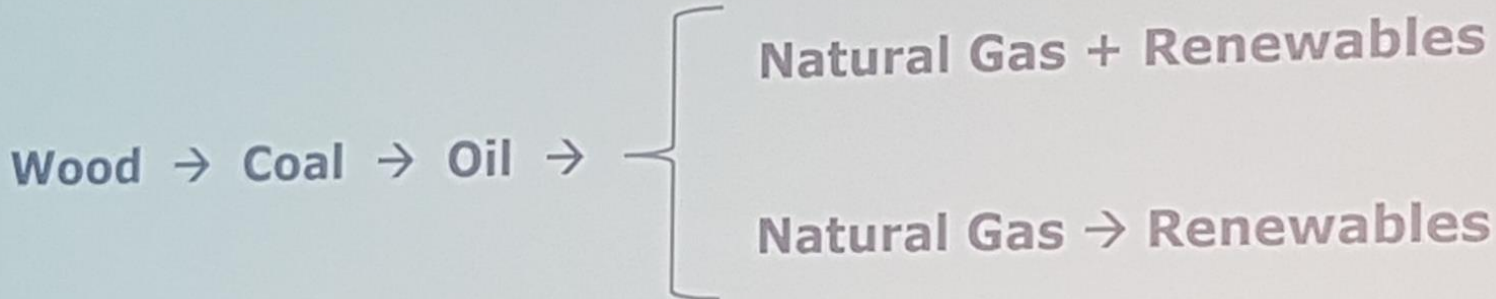 Natural Gas + Renewables
Wood → Coal → Oil →
Natural Gas → Renewables